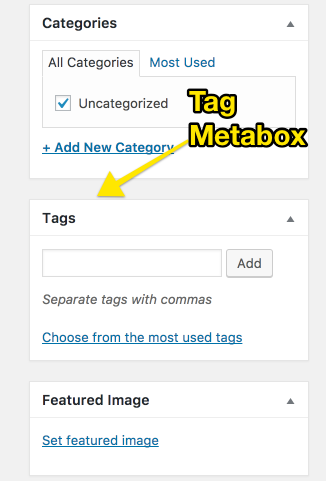 Categories
All Categories Most Used
Uncategorized
Tag
Metabox
+ Add New Category
Tags
Add
Separate tags with commas
Choose from the most used tags
Featured Image
Set featured image